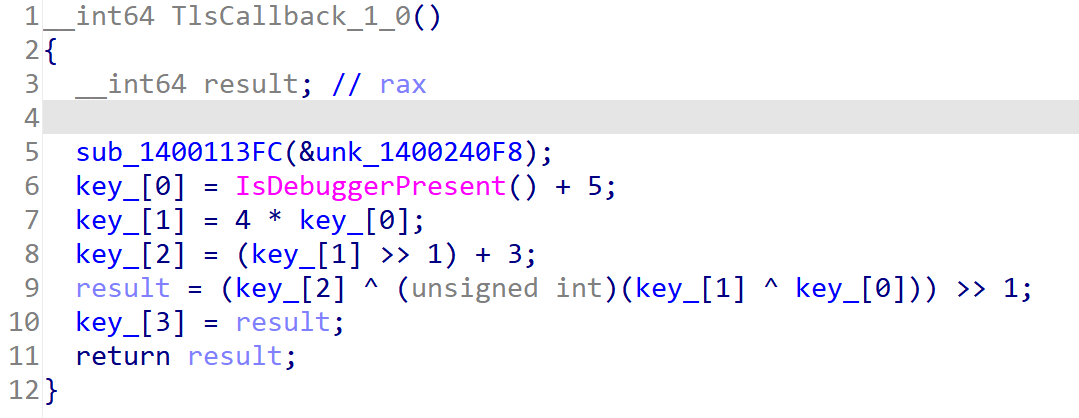 1 __int64 TlsCallback_1_0()
2 {
3   __int64 result; // rax
4
5   sub_1400113FC(&unk_1400240F8);
6   key_[0] = IsDebuggerPresent() + 5;
7   key_[1] = 4 * key_[0];
8   key_[2] = (key_[1] >> 1) + 3;
9   result = (key_[2] ^ (unsigned int)(key_[1] ^ key_[0])) >> 1;
10   key_[3] = result;
11   return result;
12 }